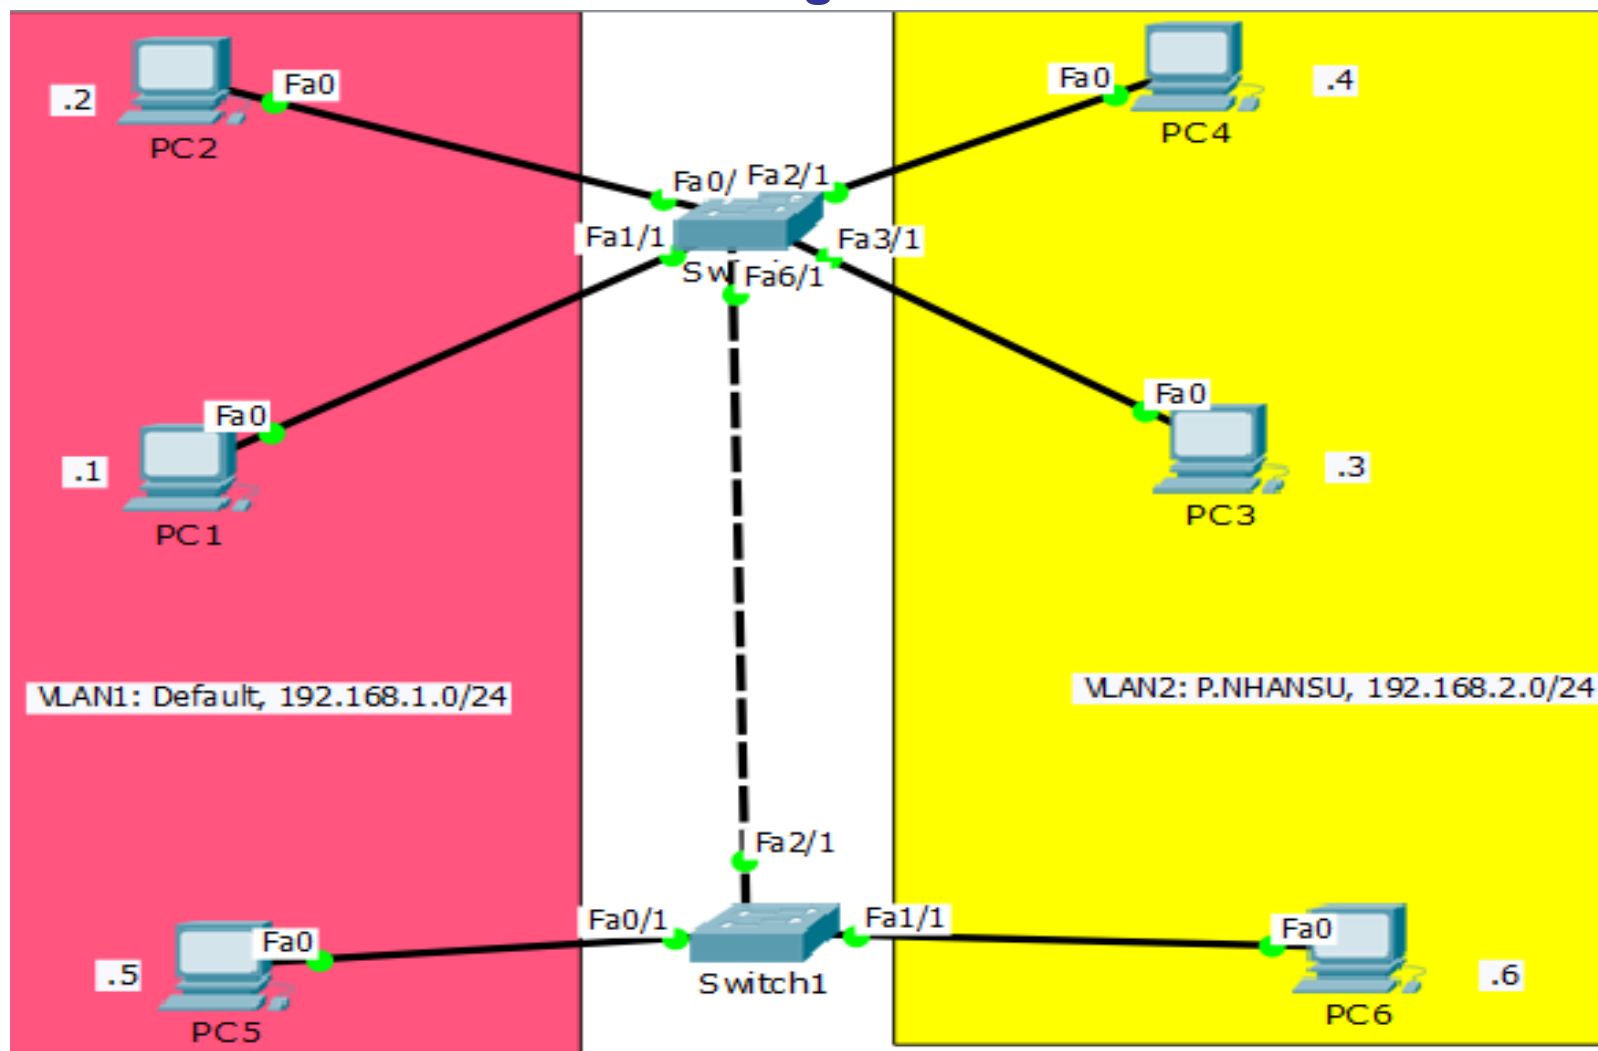 Fa0
.2
PC2
Fa0
.4
PC4
Fa0/
Fa2/1
Fa1/1
Fa3/1
Sw
Fa6/1
Fa0
.1
PC1
Fa0
.3
PC3
VLAN1: Default, 192.168.1.0/24
VLAN2: P.NHANSU, 192.168.2.0/24
Fa2/1
Fa0/1
Fa1/1
Switch1
Fa0
.5
PC5
Fa0
.6
PC6